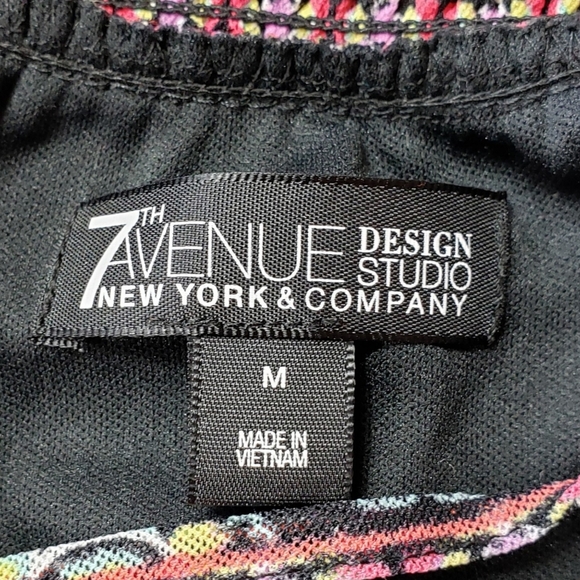 7TH AVENUE DESIGN STUDIO
NEW YORK & COMPANY
M
MADE IN
VIETNAM